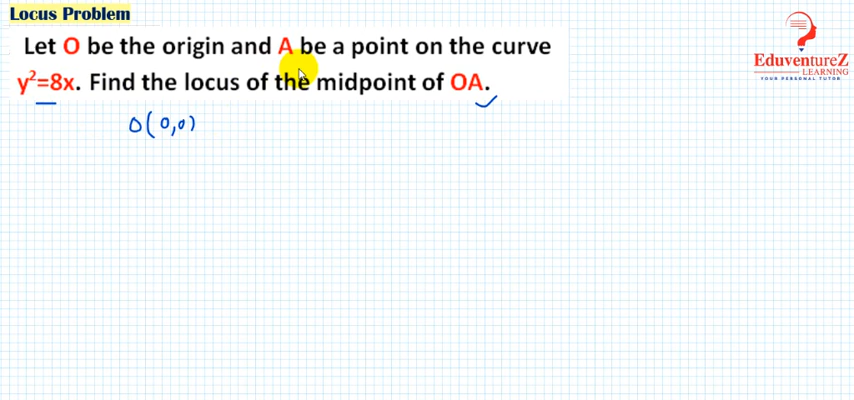 Locus Problem
Let O be the origin and A be a point on the curve
y²=8x. Find the locus of the midpoint of OA.
O(0,0)
EduventureZ
LEARNING
YOUR PERSONAL TUTOR